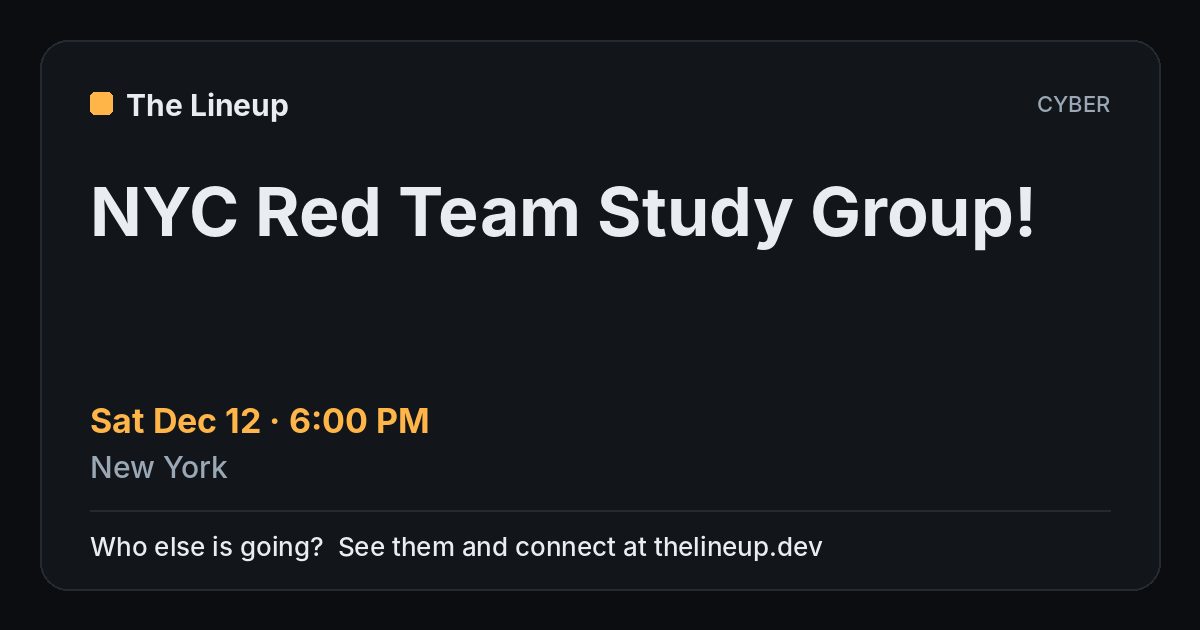 The Lineup
CYBER
NYC Red Team Study Group!
Sat Dec 12 · 6:00 PM
New York
Who else is going? See them and connect at thelineup.dev